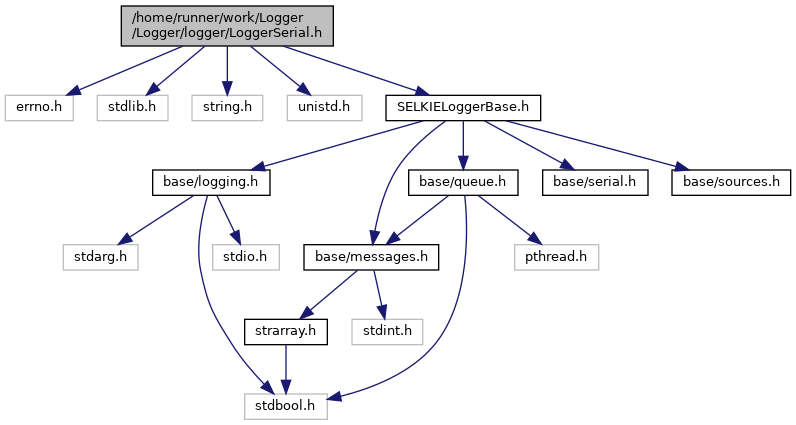 /home/runner/work/Logger
/Logger/logger/LoggerSerial.h
errno.h
stdlib.h
string.h
unistd.h
SELKIELoggerBase.h
base/logging.h
base/queue.h
base/serial.h
base/sources.h
stdarg.h
stdio.h
base/messages.h
pthread.h
strarray.h
stdint.h
stdbool.h